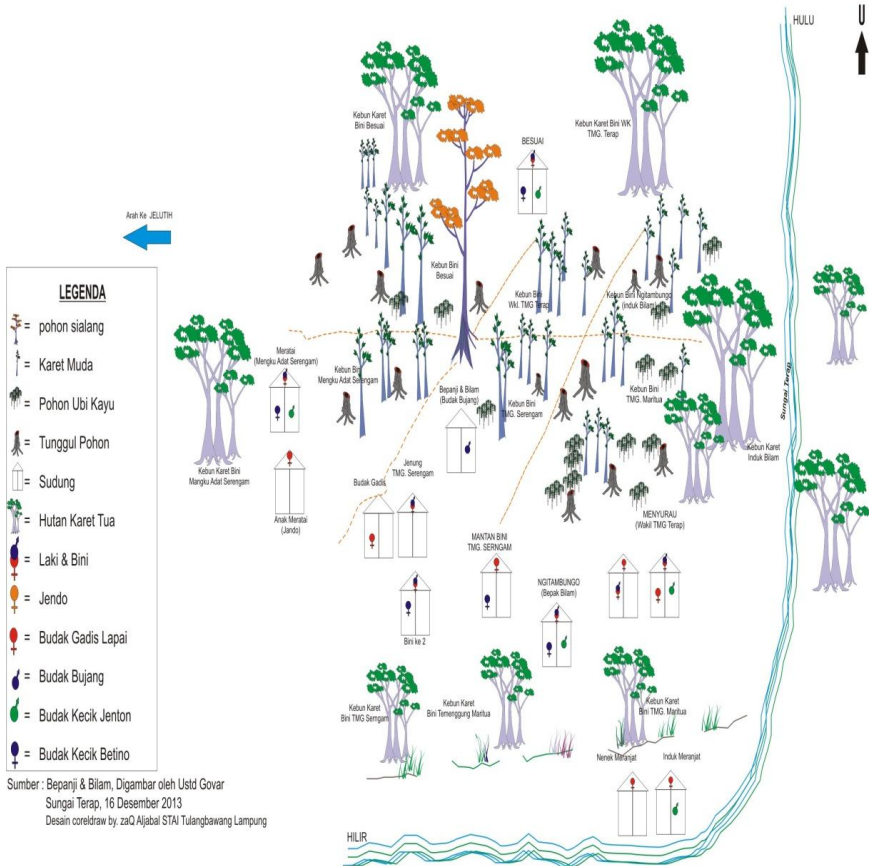 HULU
U
Kebun Karet
Bini Besuai
Kebun Karet Bini WK
TMG. Terap
BESUAI
Arah Ke JELUTIH
Kebun Bini
Besuai
Kebun Bini
Wkl. TMG Terap
Kebun Bini Ngitambungo
(induk Bilam)
LEGENDA
= pohon sialang
= Karet Muda
= Pohon Ubi Kayu
= Tunggul Pohon
= Sudung
= Hutan Karet Tua
= Laki & Bini
= Jendo
= Budak Gadis Lapai
= Budak Bujang
= Budak Kecik Jenton
= Budak Kecik Betino
Meratai
(Mengku Adat Serengam)
Kebun Bini
Mengku Adat Serengam
Bepanji & Bilam
(Budak Bujang)
Kebun Bini
TMG. Serengam
Kebun Bini
TMG. Maritua
Sungai Terap
Kebun Karet
Induk Bilam
Kebun Karet Bini
Mangku Adat Serengam
Anak Meratai
(Jando)
Budak Gadis
Jenung
TMG. Serengam
MENYURAU
(Wakil TMG Terap)
MANTAN BINI
TMG. SERNGAM
NGITAMBUNGO
(Bepak Bilam)
Bini ke 2
Kebun Karet
Bini TMG Serngam
Kebun Karet
Bini Temenggung Maritua
Kebun Karet
Bini TMG. Maritua
Nenek Meranjat
Induk Meranjat
HILIR
Sumber : Bepanji & Bilam, Digambar oleh Ustd Govar
Sungai Terap, 16 Desember 2013
Desain coreldraw by. zaQ Aljabal STAI Tulangbawang Lampung